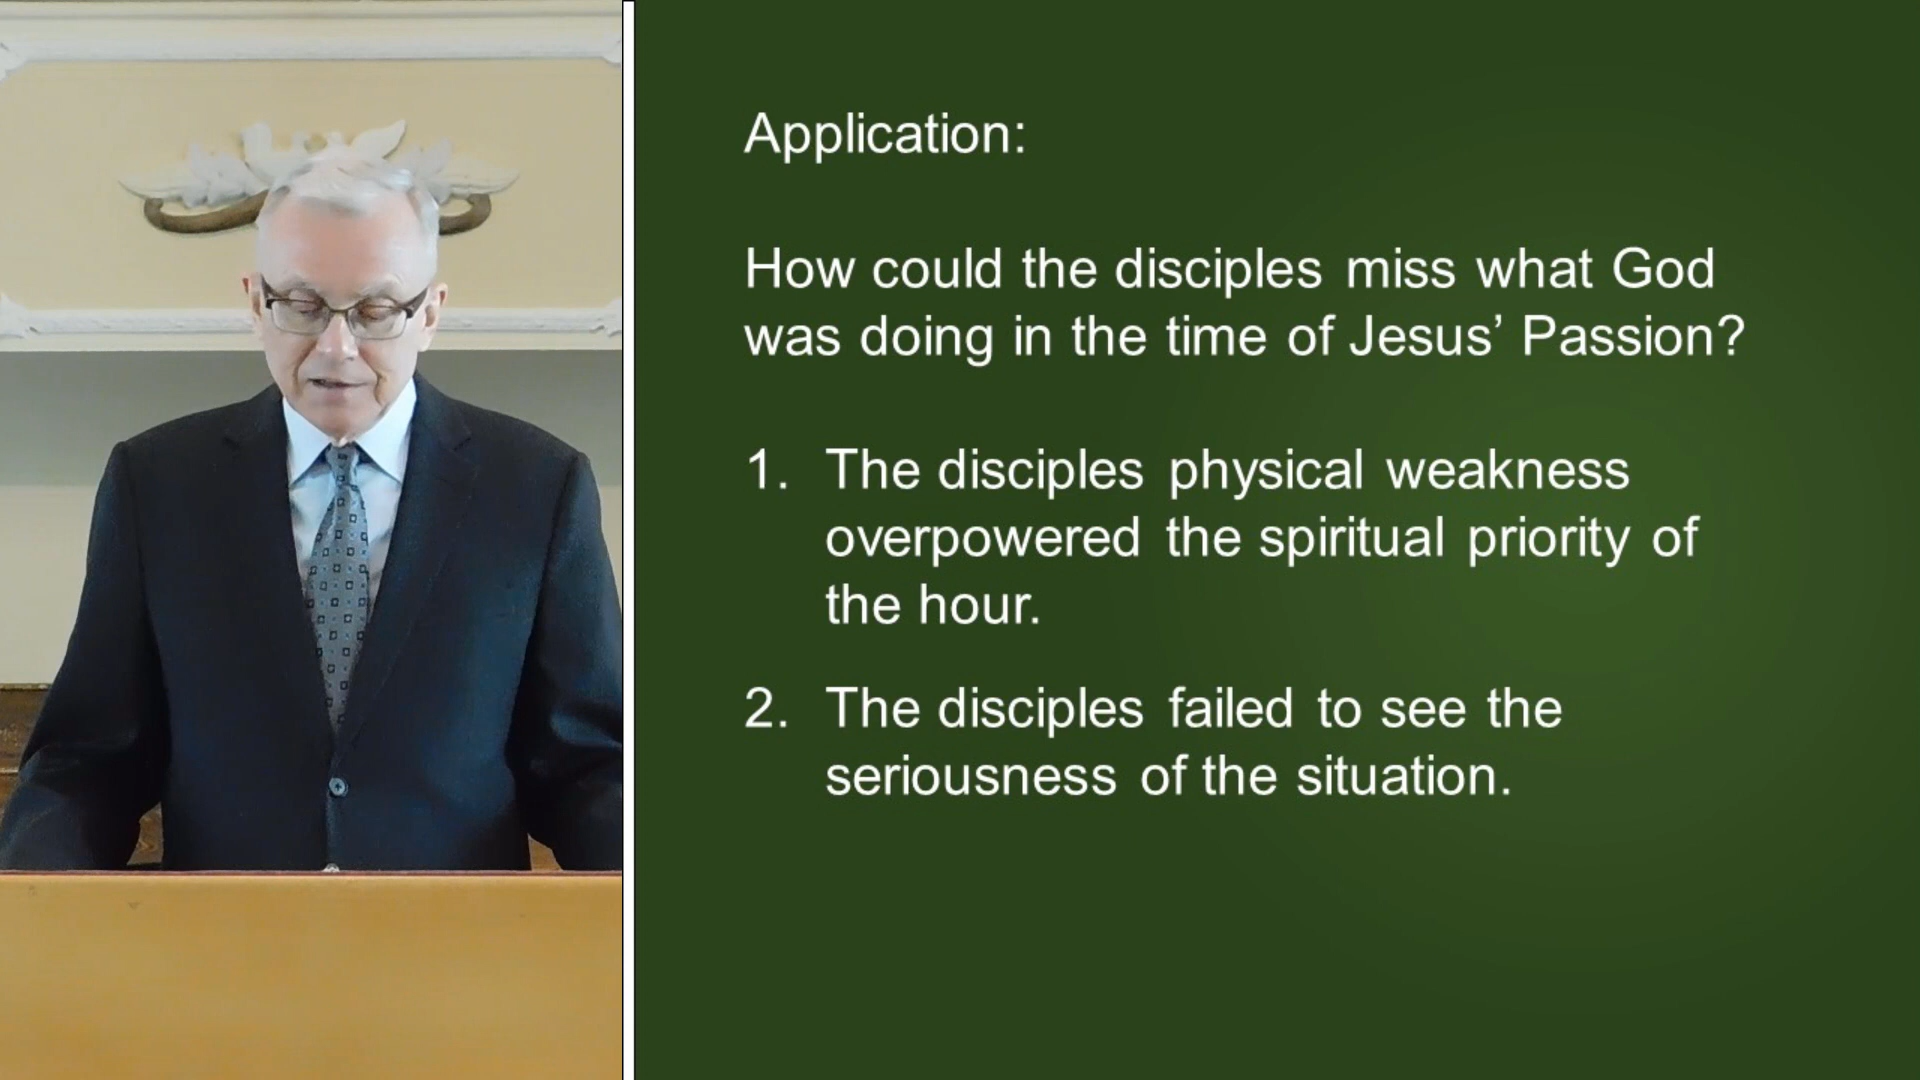 Application:
How could the disciples miss what God
was doing in the time of Jesus’ Passion?
1. The disciples physical weakness
overpowered the spiritual priority of
the hour.
2. The disciples failed to see the
seriousness of the situation.